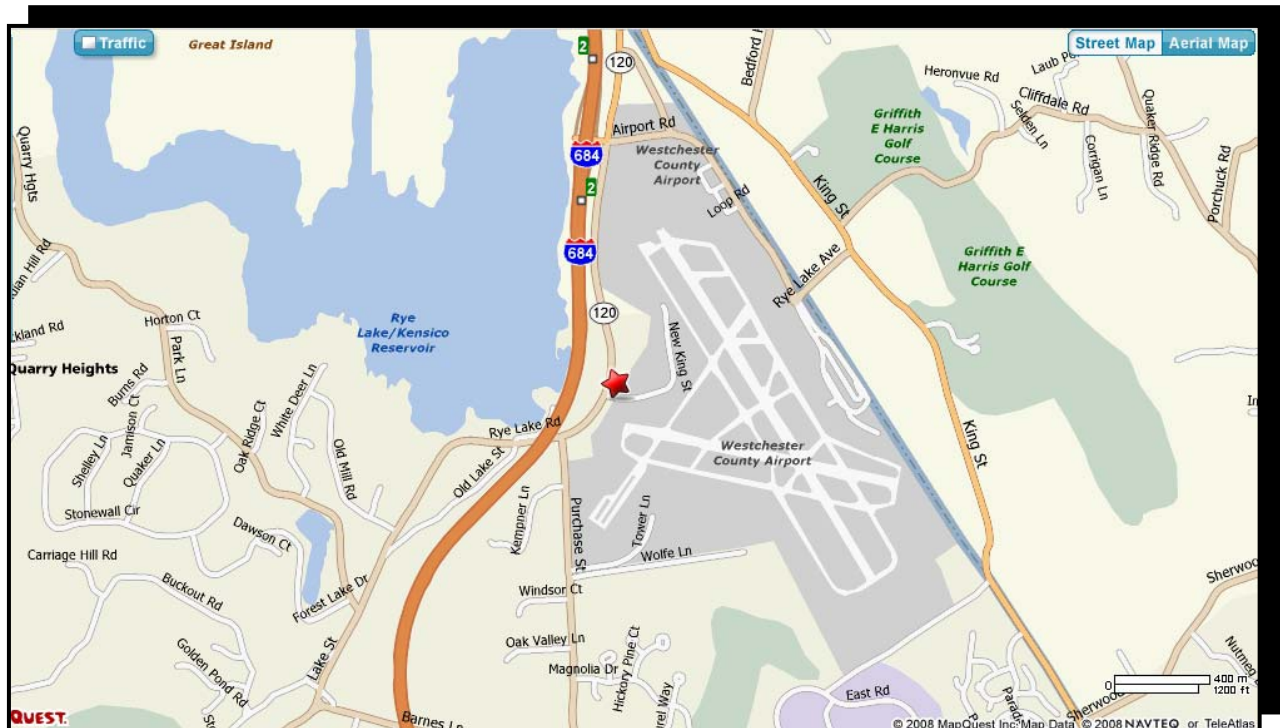 Traffic
Great Island
2
120
Street Map
Aerial Map
Heronvue Rd
Cliffdale Rd
Selden Ln
Corrigan Ln
Quaker Ridge Rd
Porchuck Rd
Griffith
E Harris
Golf
Course
Quarry Hgts
Airport Rd
684
Westchester
County
Airport
2
Loop Rd
King St
684
Rye Lake Ave
Griffith E
Harris Golf
Course
120
Rye
Lake/Kensico
Reservoir
Horton Ct
Park Ln
New King St
Quarry Heights
Burns Rd
Jamison Ct
Shelley Ln
Quaker Ln
Oak Ridge Ct
White Deer Ln
Old Mill Rd
Rye Lake Rd
Old Lake St
Westchester
County Airport
King St
Stonewall Cir
Dawson Ct
Kempner Ln
Purchase St
Tower Ln
Wolfe Ln
Carriage Hill Rd
Buckout Rd
Forest Lake Dr
Windsor Ct
Golden Pond Rd
Lake St
Oak Valley Ln
Magnolia Dr
Hickory Pine Ct
East Rd
0
400 m
1200 ft
QUEST.
© 2008 MapQuest Inc. Map Data © 2008 NAVTEQ or TeleAtlas